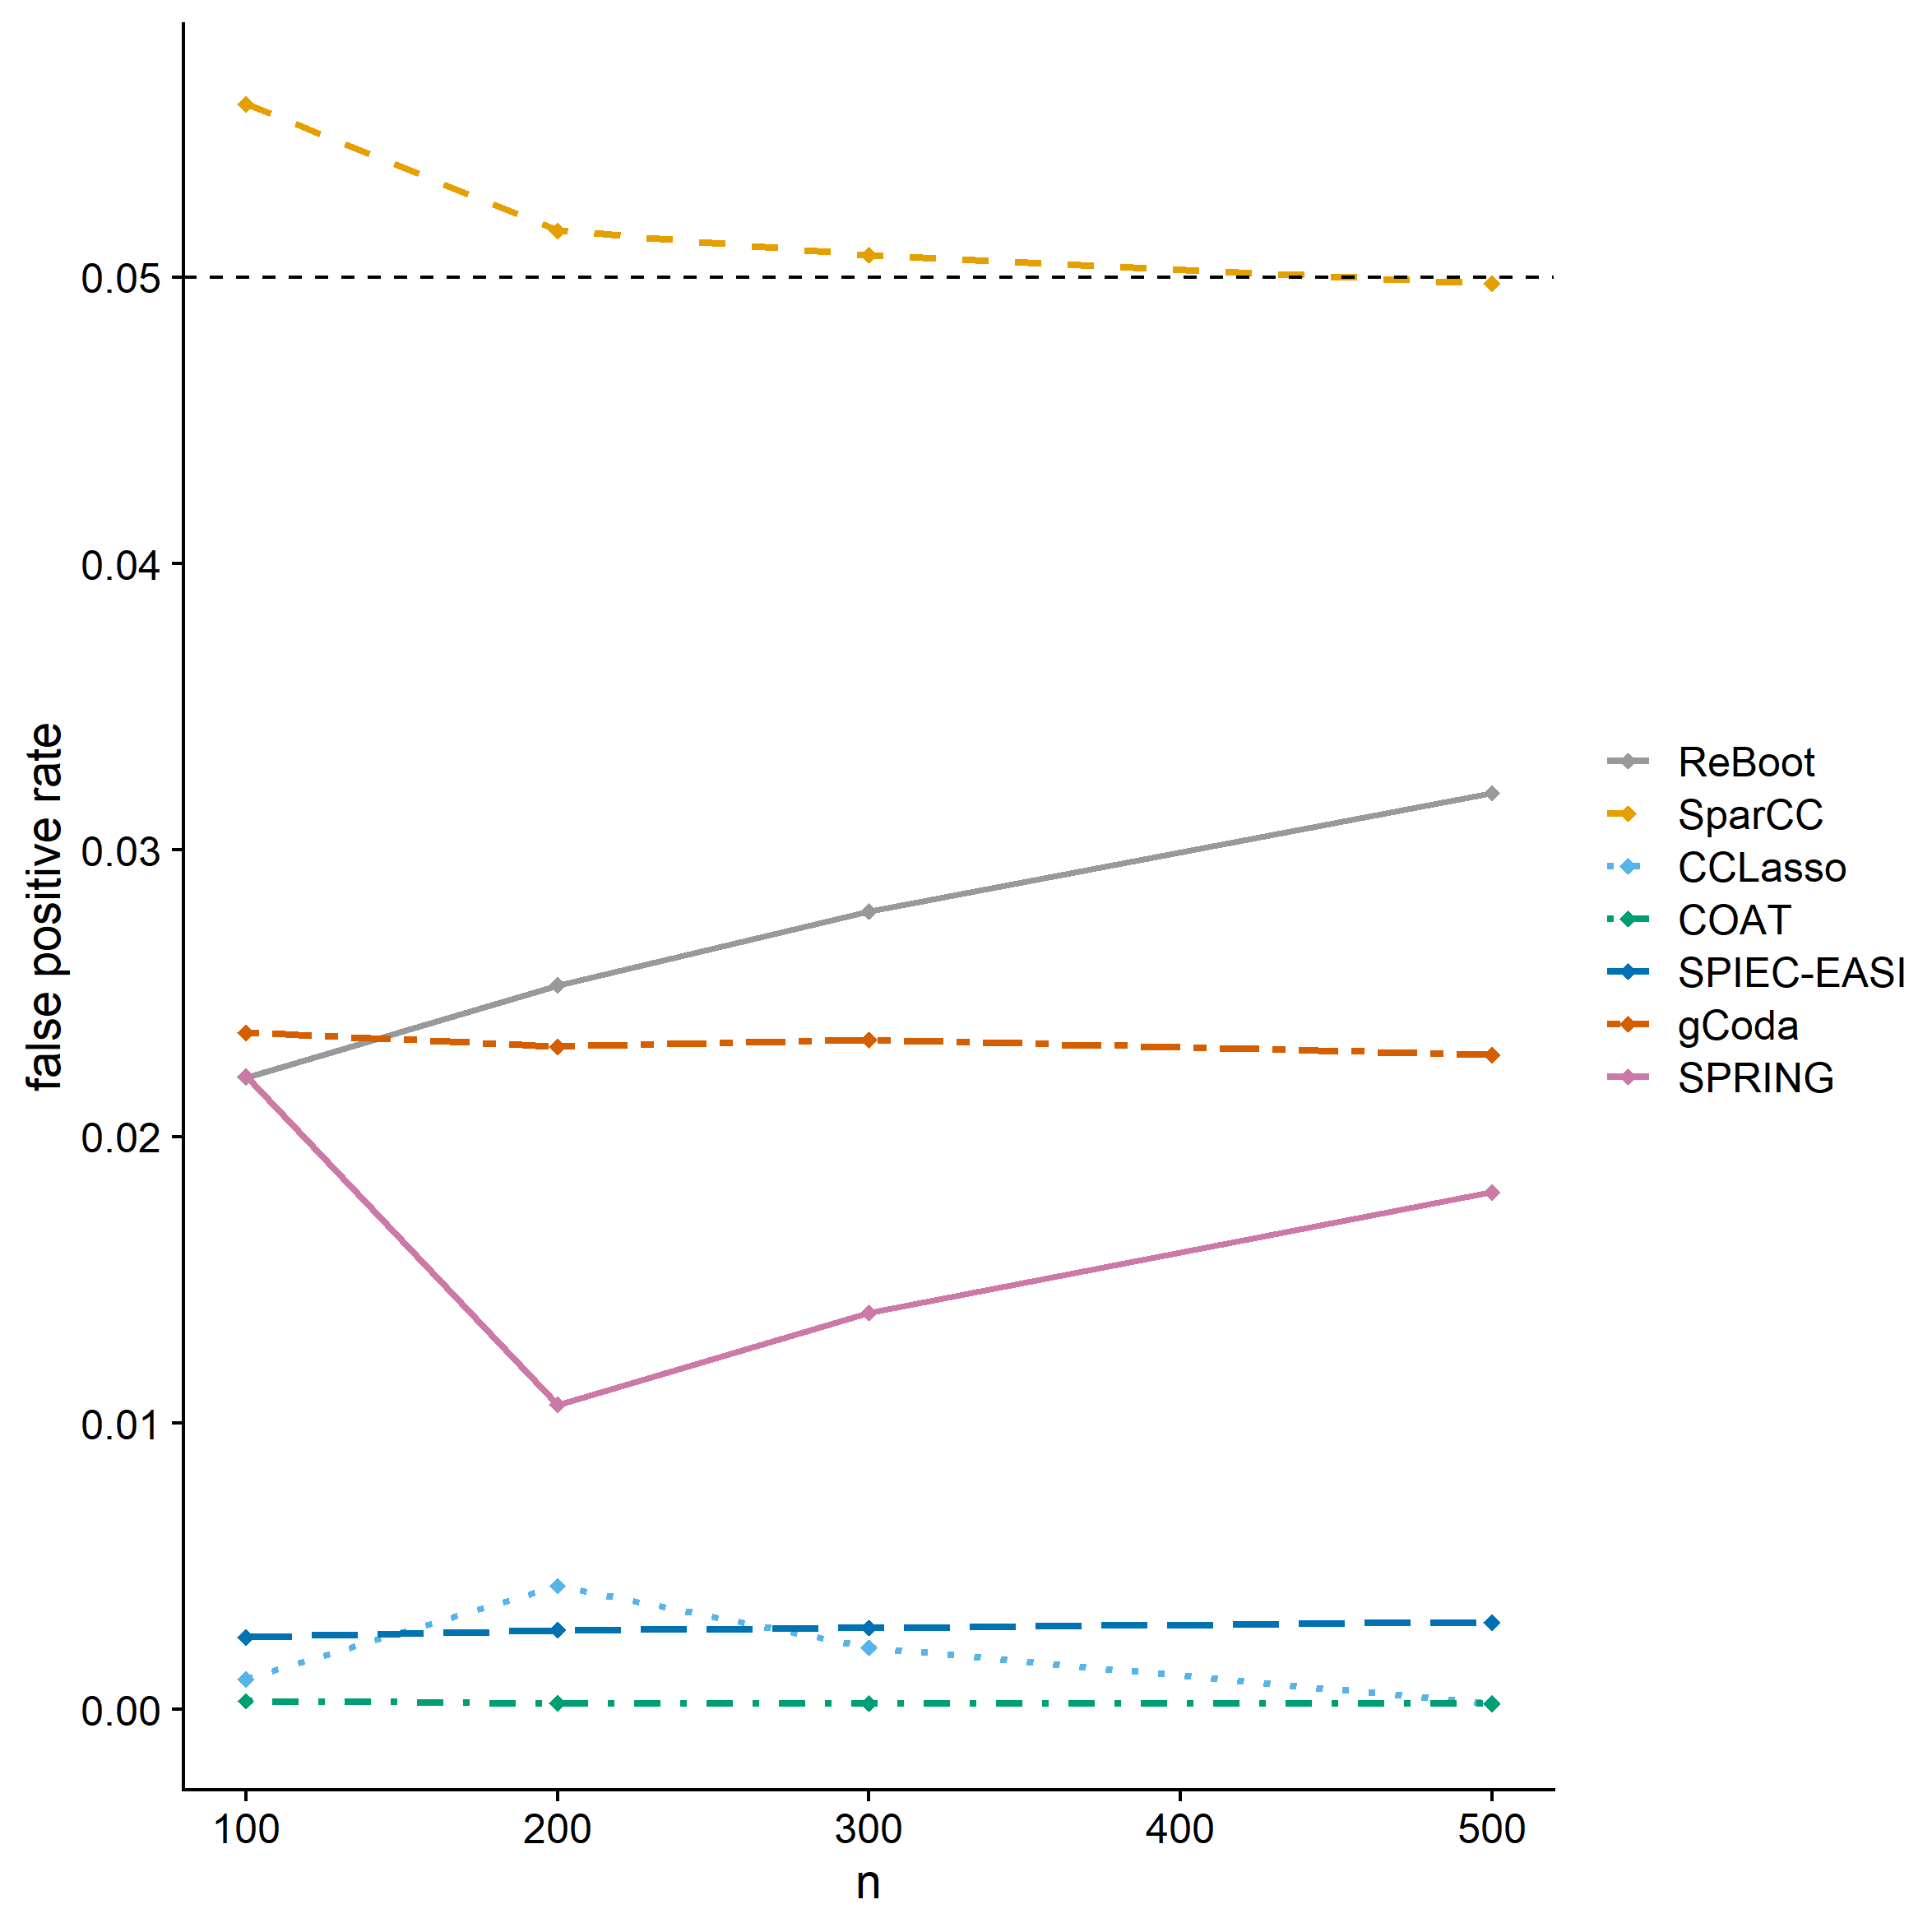 false positive rate
0.05
0.04
0.03
0.02
0.01
0.00
100 200 300 400 500
n
ReBoot
SparCC
CCLasso
COAT
SPIEC-EASI
gCoda
SPRING